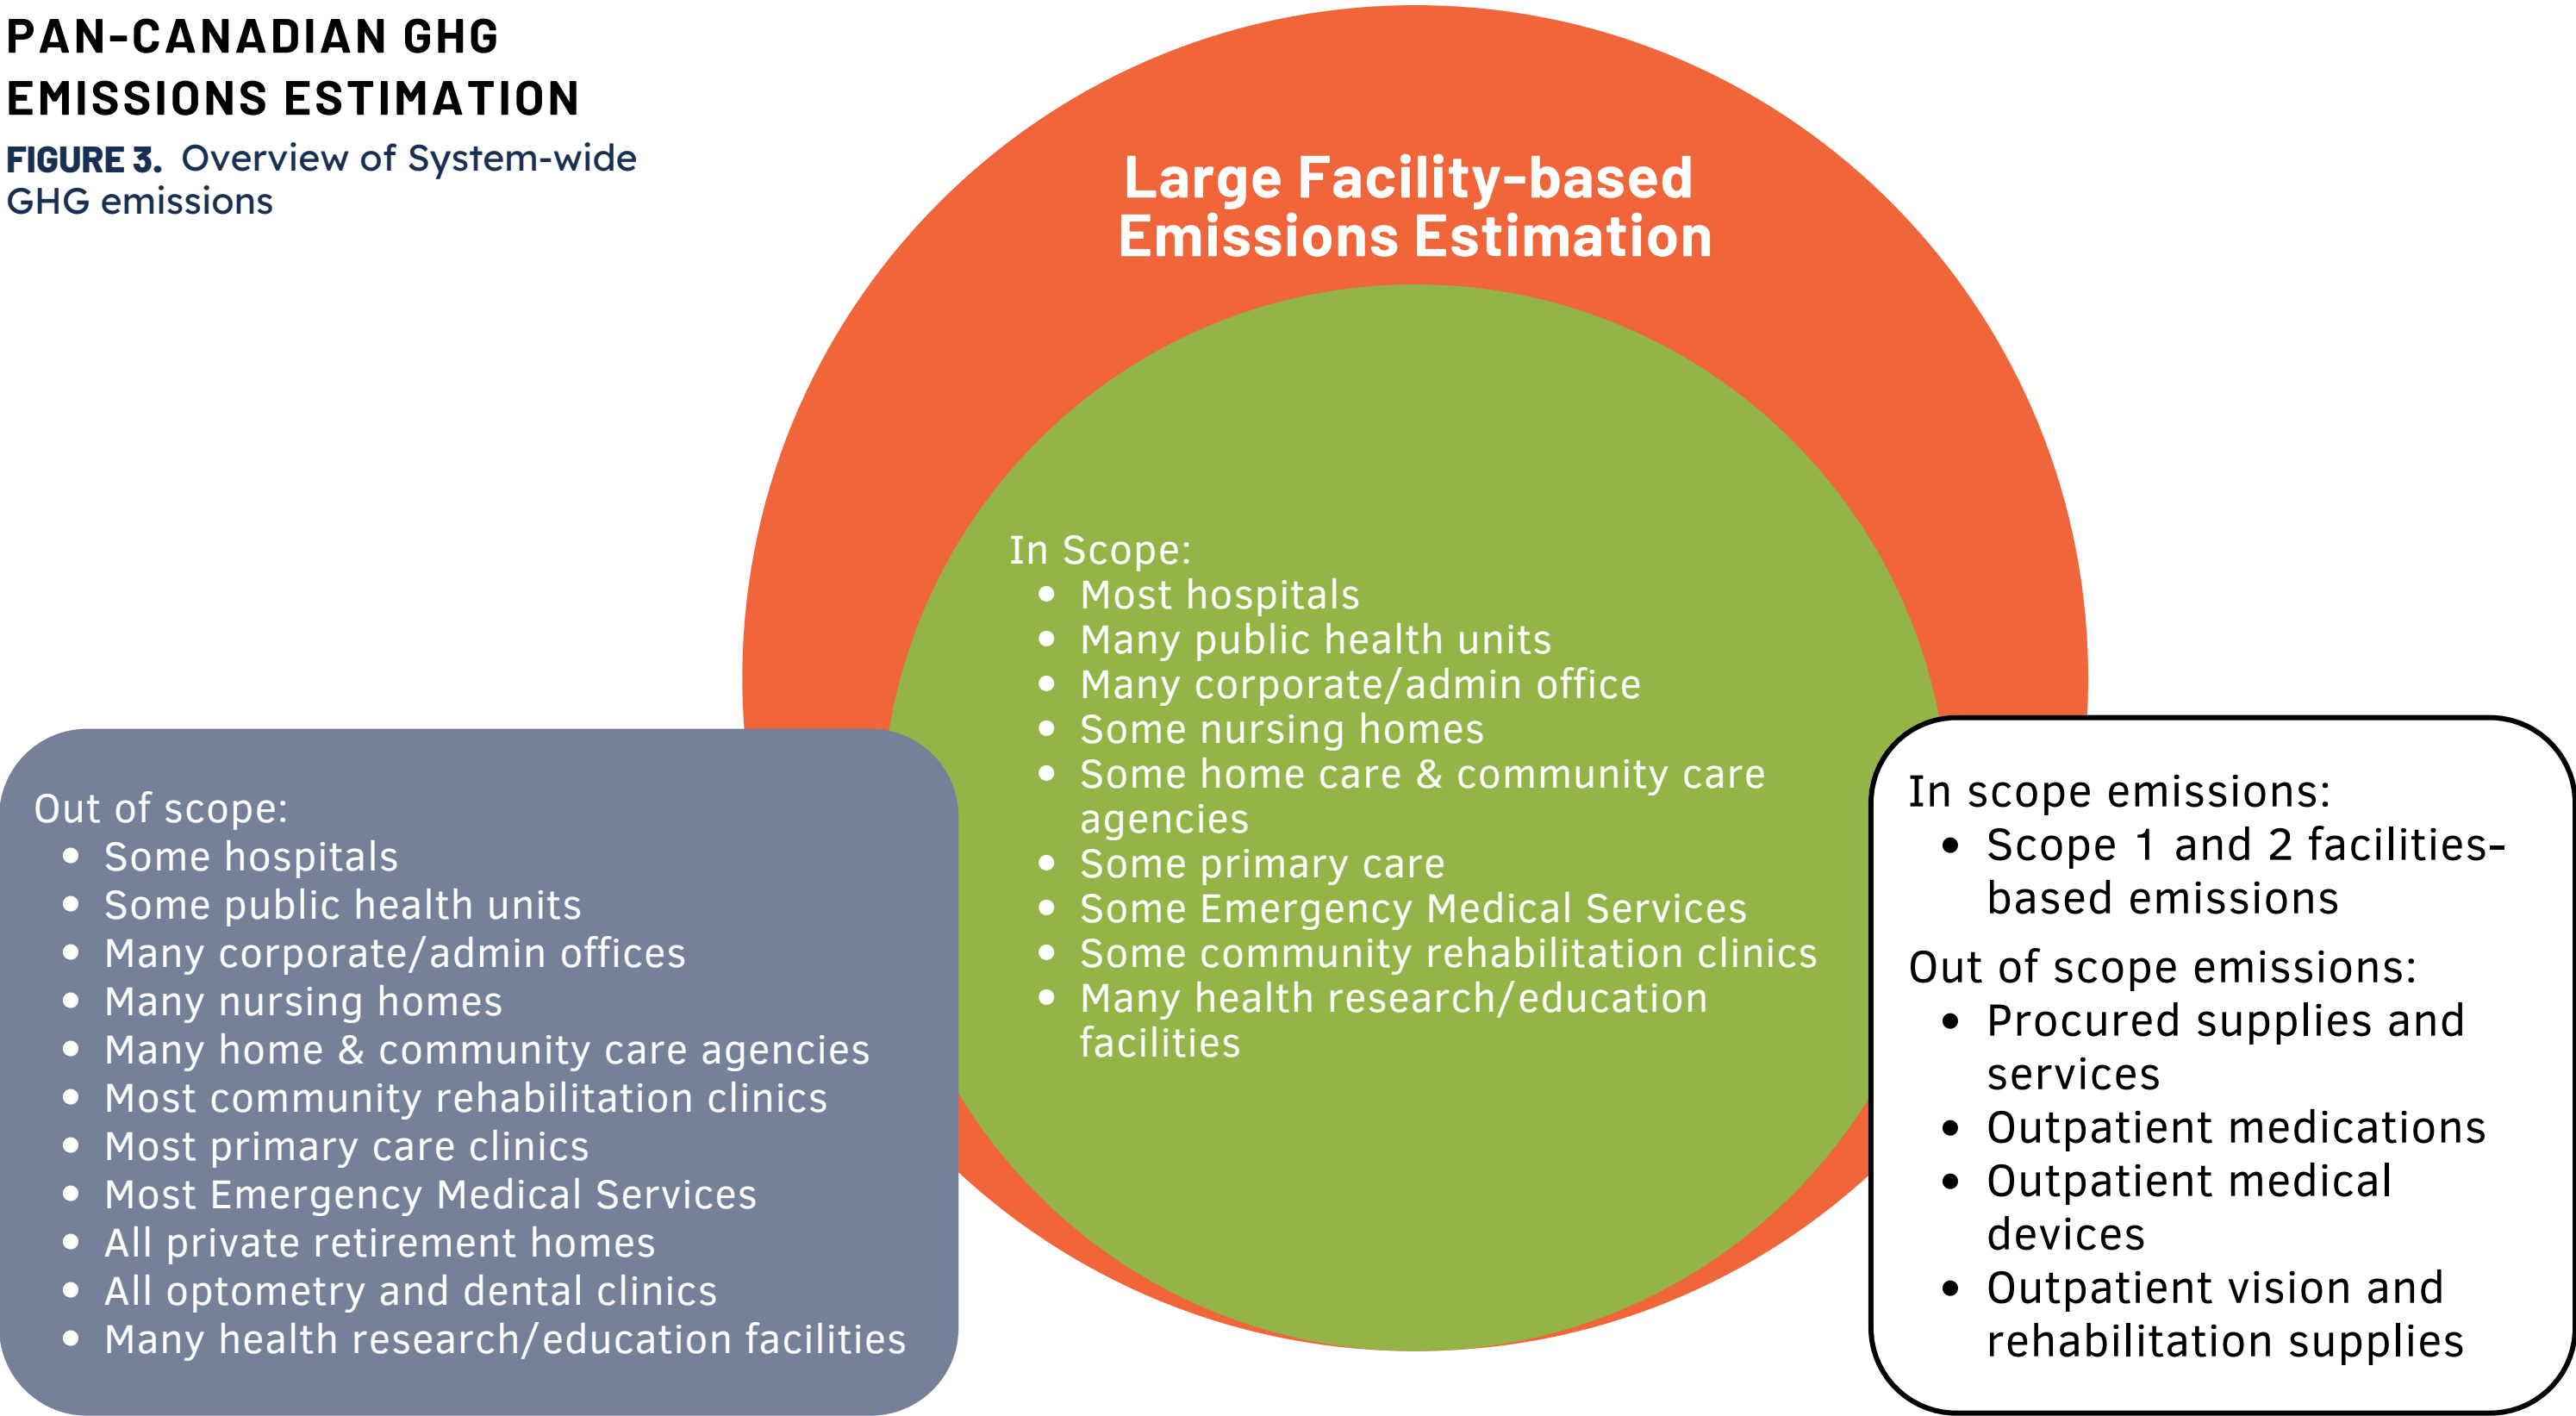 PAN-CANADIAN GHG
EMISSIONS ESTIMATION
FIGURE 3. Overview of System-wide
GHG emissions
Large Facility-based
Emissions Estimation
In Scope:
• Most hospitals
• Many public health units
• Many corporate/admin office
• Some nursing homes
• Some home care & community care
agencies
• Some primary care
• Some Emergency Medical Services
• Some community rehabilitation clinics
• Many health research/education
facilities
Out of scope:
• Some hospitals
• Some public health units
• Many corporate/admin offices
• Many nursing homes
• Many home & community care agencies
• Most community rehabilitation clinics
• Most primary care clinics
• Most Emergency Medical Services
• All private retirement homes
• All optometry and dental clinics
• Many health research/education facilities
In scope emissions:
• Scope 1 and 2 facilities-
based emissions
Out of scope emissions:
• Procured supplies and
services
• Outpatient medications
• Outpatient medical
devices
• Outpatient vision and
rehabilitation supplies